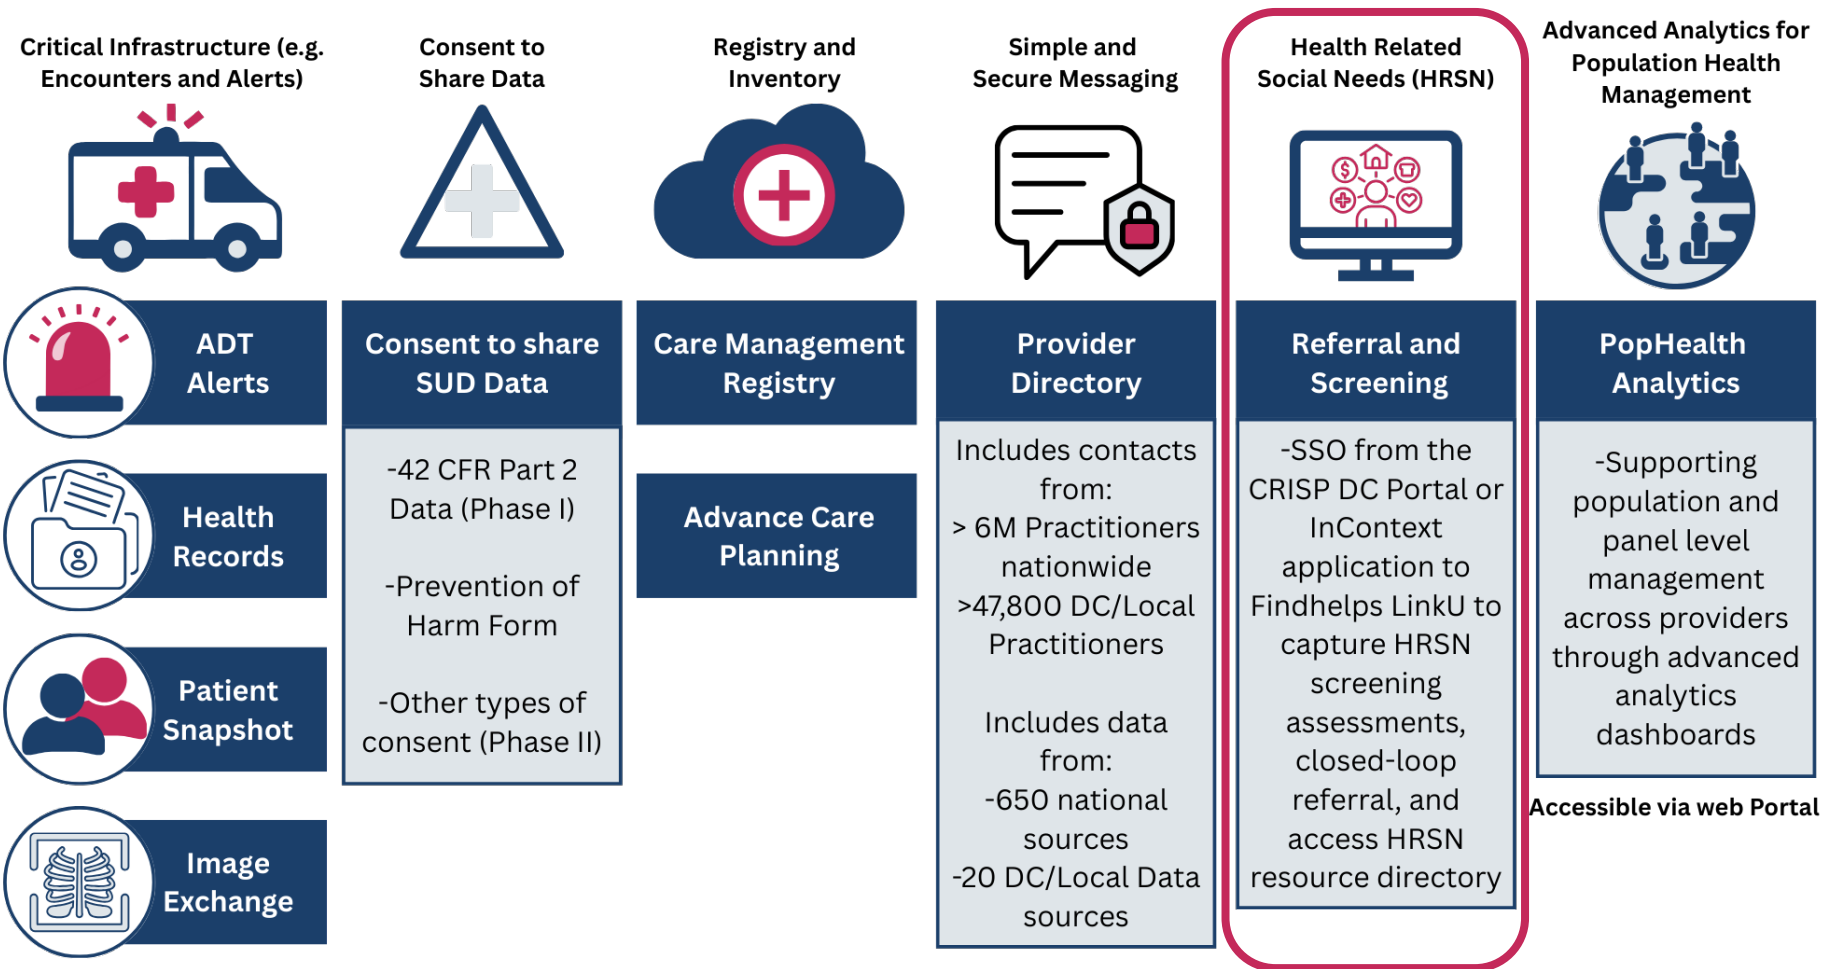 Critical Infrastructure (e.g.
Encounters and Alerts)
ADT
Alerts
Health
Records
Patient
Snapshot
Image
Exchange
Consent to
Share Data
Consent to share
SUD Data
-42 CFR Part 2
Data (Phase I)
-Prevention of
Harm Form
-Other types of
consent (Phase II)
Registry and
Inventory
Care Management
Registry
Advance Care
Planning
Simple and
Secure Messaging
Provider
Directory
Includes contacts
from:
> 6M Practitioners
nationwide
>47,800 DC/Local
Practitioners
Includes data
from:
-650 national
sources
-20 DC/Local Data
sources
Health Related
Social Needs (HRSN)
$
Referral and
Screening
-SSO from the
CRISP DC Portal or
InContext
application to
Findhelps LinkU to
capture HRSN
screening
assessments,
closed-loop
referral, and
access HRSN
resource directory
Advanced Analytics for
Population Health
Management
PopHealth
Analytics
-Supporting
population and
panel level
management
across providers
through advanced
analytics
dashboards
Accessible via web Portal